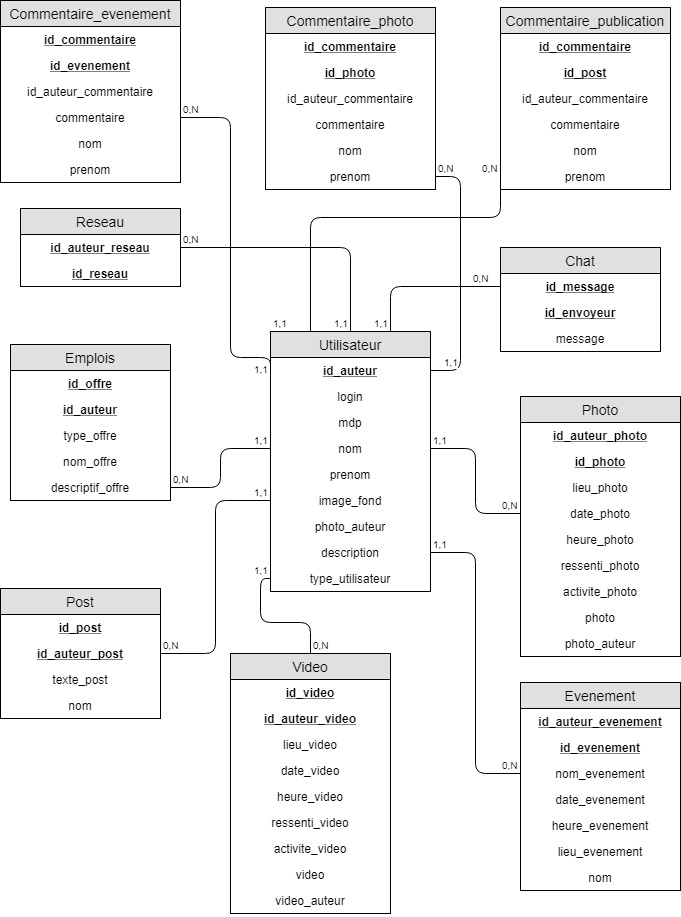 Commentaire_evenement
id_commentaire
id_evenement
id_auteur_commentaire
commentaire
nom
prenom
0,N
Commentaire_photo
id_commentaire
id_photo
id_auteur_commentaire
commentaire
nom
prenom
0,N
Commentaire_publication
id_commentaire
id_post
id_auteur_commentaire
commentaire
nom
prenom
0,N
Reseau
id_auteur_reseau
id_reseau
0,N
Chat
id_message
id_envoyeur
message
0,N
1,1
1,1
1,1
Utilisateur
id_auteur
login
mdp
nom
prenom
image_fond
photo_auteur
description
type_utilisateur
1,1
1,1
1,1
1,1
1,1
1,1
1,1
Emplois
id_offre
id_auteur
type_offre
nom_offre
descriptif_offre
0,N
Photo
id_auteur_photo
id_photo
lieu_photo
date_photo
heure_photo
ressenti_photo
activite_photo
photo
photo_auteur
0,N
Post
id_post
id_auteur_post
texte_post
nom
0,N
Video
id_video
id_auteur_video
lieu_video
date_video
heure_video
ressenti_video
activite_video
video
video_auteur
0,N
Evenement
id_auteur_evenement
id_evenement
nom_evenement
date_evenement
heure_evenement
lieu_evenement
nom
0,N